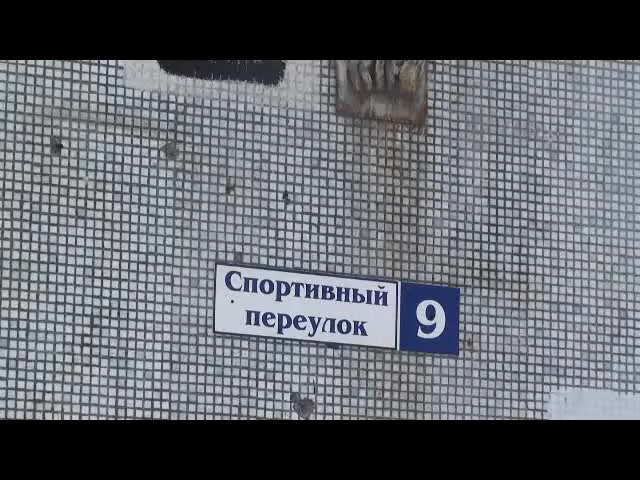 Спортивный
переулок
9